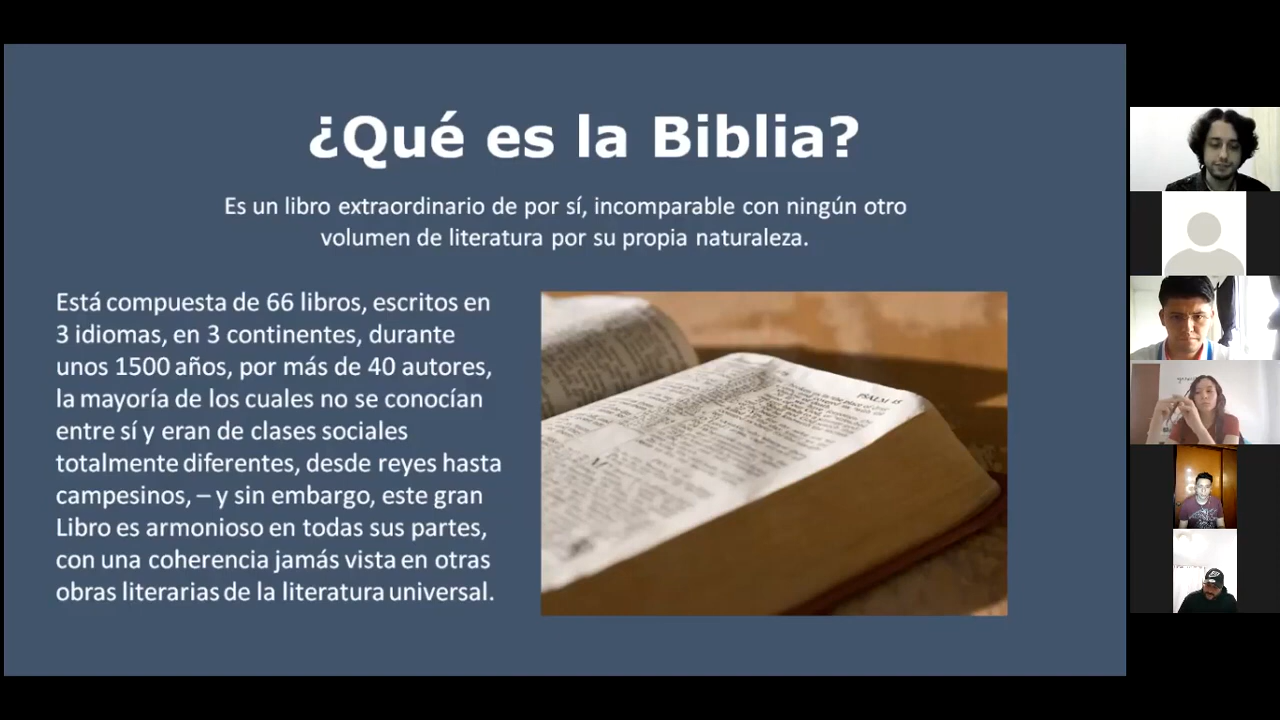 ¿Qué es la Biblia?
Es un libro extraordinario de por sí, incomparable con ningún otro
volumen de literatura por su propia naturaleza.
Está compuesta de 66 libros, escritos en
3 idiomas, en 3 continentes, durante
unos 1500 años, por más de 40 autores,
la mayoría de los cuales no se conocían
entre sí y eran de clases sociales
totalmente diferentes, desde reyes hasta
campesinos, – y sin embargo, este gran
Libro es armonioso en todas sus partes,
con una coherencia jamás vista en otras
obras literarias de la literatura universal.
PSALM